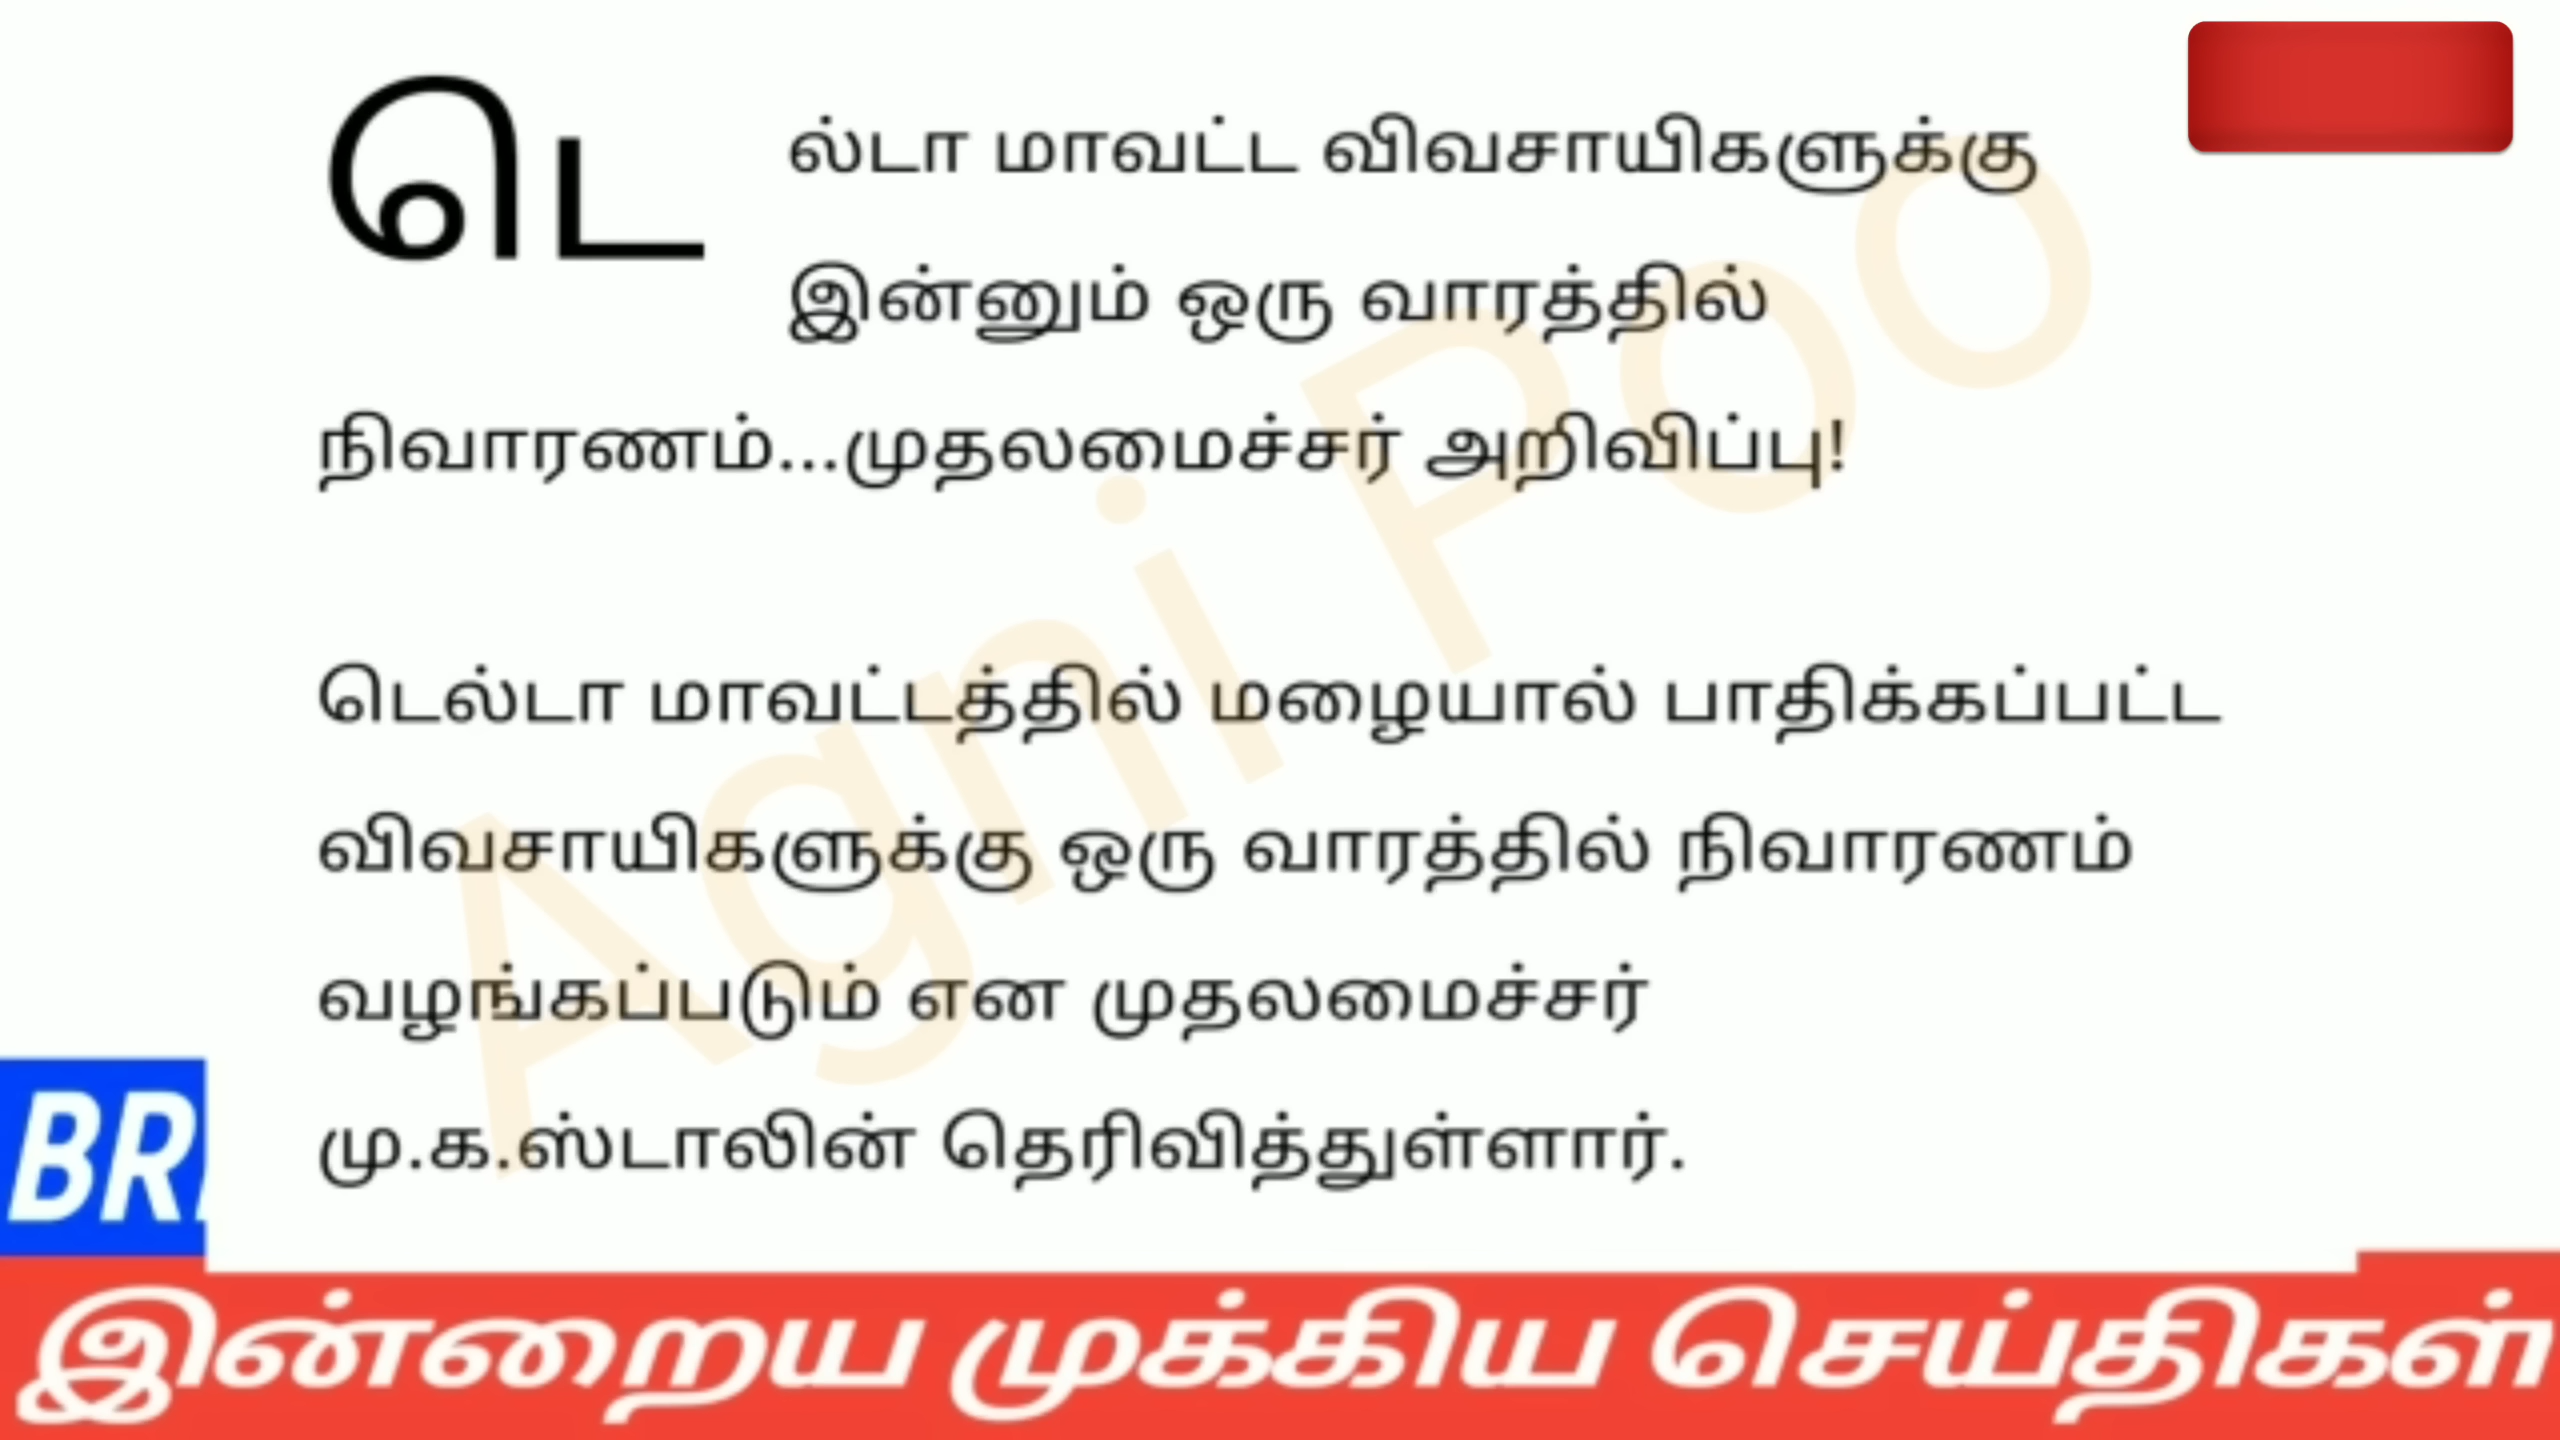 டெல்டா மாவட்ட விவசாயிகளுக்கு
இன்னும் ஒரு வாரத்தில்
நிவாரணம்...முதலமைச்சர் அறிவிப்பு!
டெல்டா மாவட்டத்தில் மழையால் பாதிக்கப்பட்ட
விவசாயிகளுக்கு ஒரு வாரத்தில் நிவாரணம்
வழங்கப்படும் என முதலமைச்சர்
மு.க.ஸ்டாலின் தெரிவித்துள்ளார்.
Agni Poo
BR
இன்றைய முக்கிய செய்திகள்